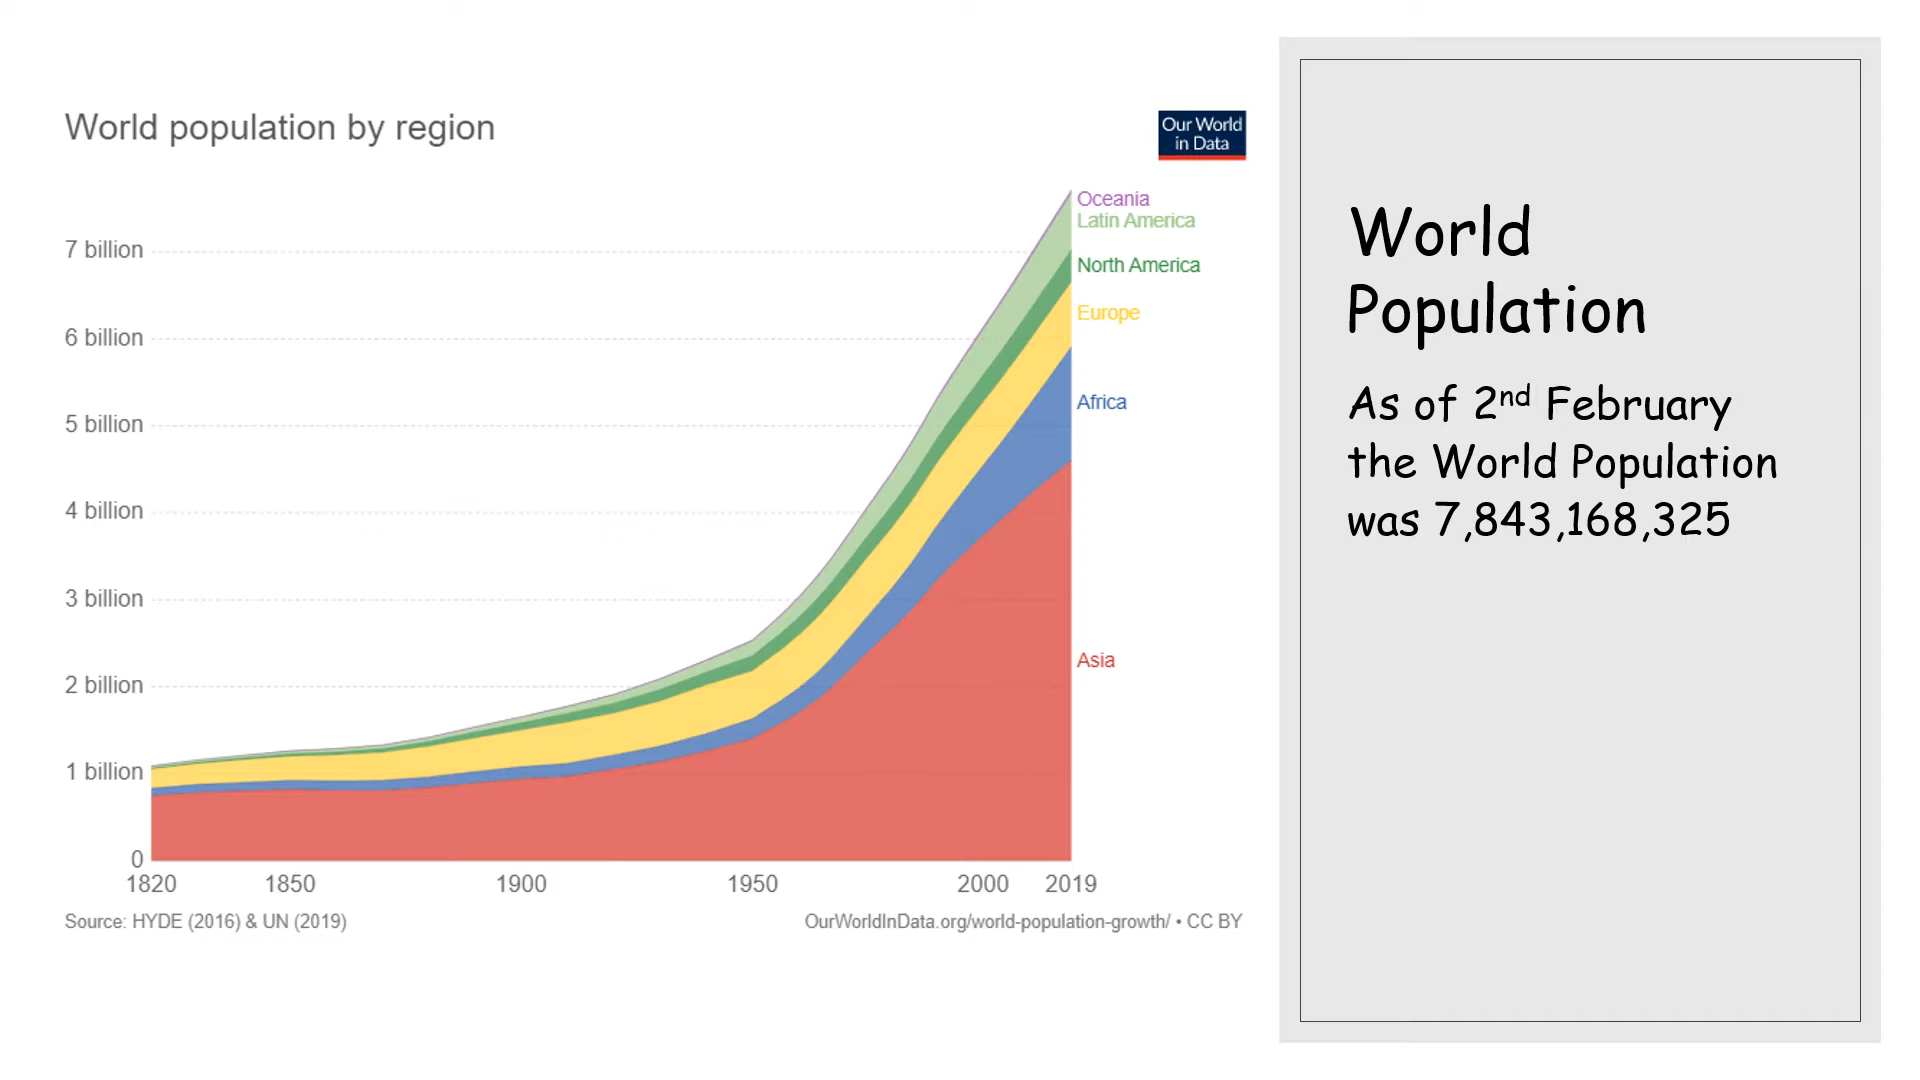 World population by region
Our World
in Data
Oceania
Latin America
North America
Europe
Africa
Asia
7 billion
6 billion
5 billion
4 billion
3 billion
2 billion
1 billion
0
1820 1850 1900 1950 2000 2019
Source: HYDE (2016) & UN (2019)
OurWorldInData.org/world-population-growth/ • CC BY
World
Population
As of 2nd February
the World Population
was 7,843,168,325